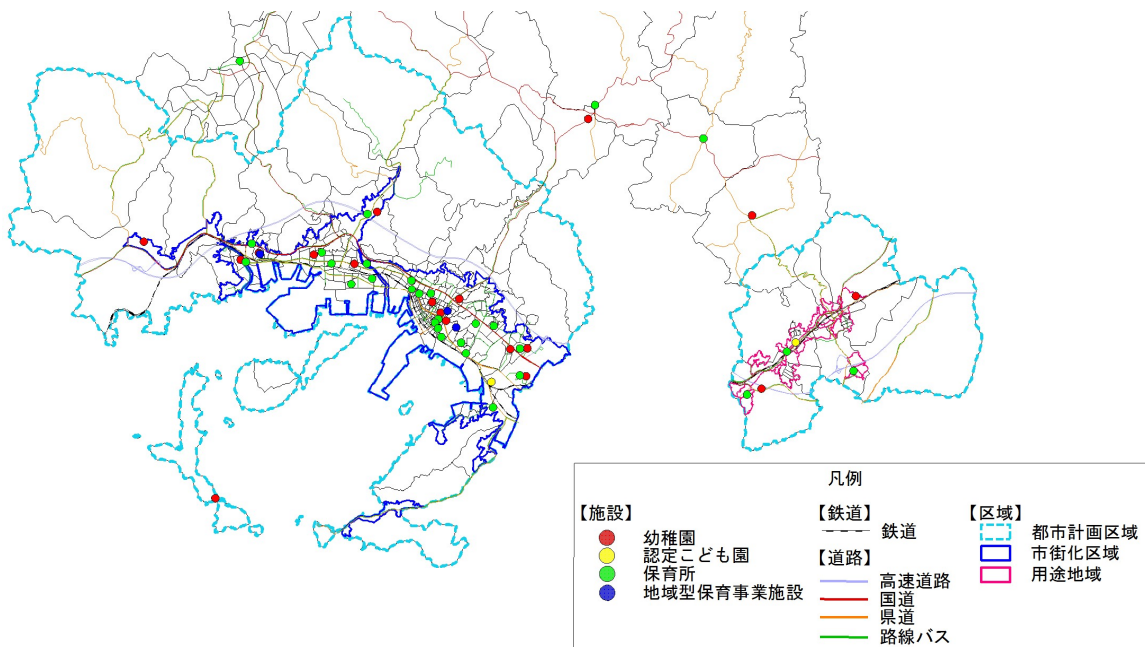 凡例
【施設】
幼稚園
認定こども園
保育所
地域型保育事業施設
【鉄道】
鉄道
【道路】
高速道路
国道
県道
路線バス
【区域】
都市計画区域
市街化区域
用途地域